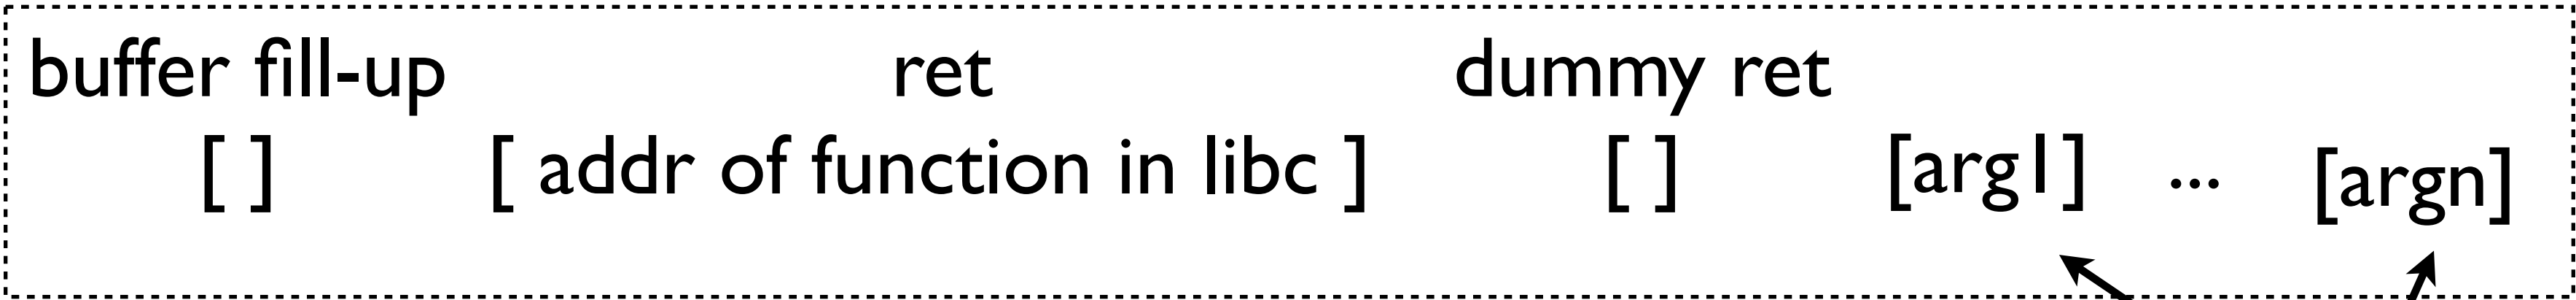 buffer fill-up ret dummy ret
[ ] [ addr of function in libc ] [ ] [arg1] ... [argn]